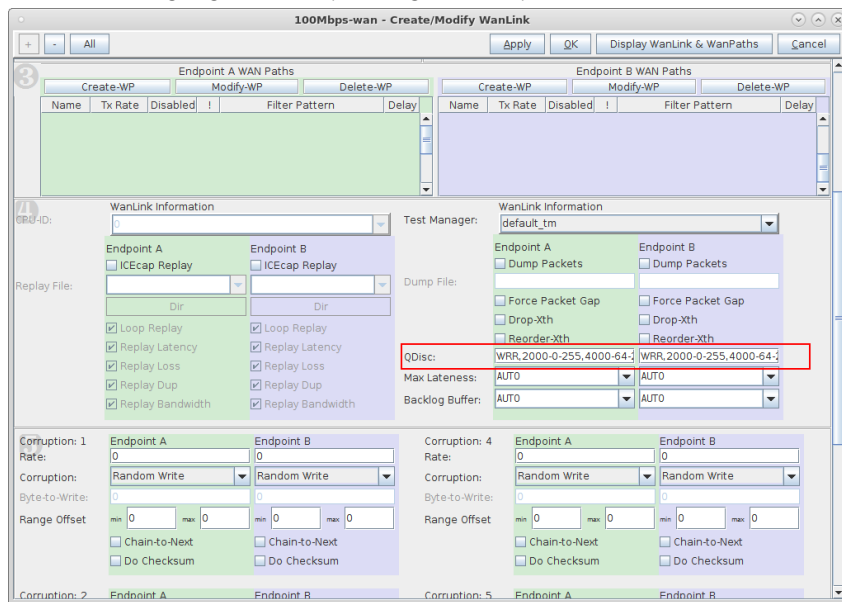 100Mbps-wan - Create/Modify WanLink
+ - All Apply OK Display WanLink & WanPaths Cancel
3
Endpoint A WAN Paths Endpoint B WAN Paths
Create-WP Modify-WP Delete-WP Create-WP Modify-WP Delete-WP
Name Tx Rate Disabled ! Filter Pattern Delay Name Tx Rate Disabled ! Filter Pattern Delay
4
WanLink Information WanLink Information
CPU-ID: 0 Test Manager: default_tm
Endpoint A Endpoint B Endpoint A Endpoint B
ICEcap Replay ICEcap Replay Dump Packets Dump Packets
Replay File: Dump File:
Dir Dir Force Packet Gap Force Packet Gap
Loop Replay Loop Replay Drop-Xth Drop-Xth
Replay Latency Replay Latency Reorder-Xth Reorder-Xth
Replay Loss Replay Loss QDisc: WRR,2000-0-255,4000-64-2 WRR,2000-0-255,4000-64-2
Replay Dup Replay Dup Max Lateness: AUTO AUTO
Replay Bandwidth Replay Bandwidth Backlog Buffer: AUTO AUTO
5
Corruption: 1 Endpoint A Endpoint B Corruption: 4 Endpoint A Endpoint B
Rate: 0 0 Rate: 0 0
Corruption: Random Write Random Write Corruption: Random Write Random Write
Byte-to-Write: 0 0 Byte-to-Write: 0 0
Range Offset min 0 max 0 min 0 max 0 Range Offset min 0 max 0 min 0 max 0
Chain-to-Next Chain-to-Next Chain-to-Next Chain-to-Next
Do Checksum Do Checksum Do Checksum Do Checksum
Corruption: 2 Endpoint A Endpoint B Corruption: 5 Endpoint A Endpoint B